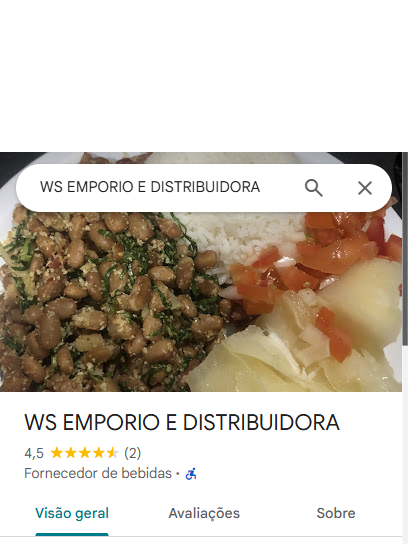 WS EMPORIO E DISTRIBUIDORA
WS EMPORIO E DISTRIBUIDORA
4,5 (2)
Fornecedor de bebidas ·
Visão geral Avaliações Sobre